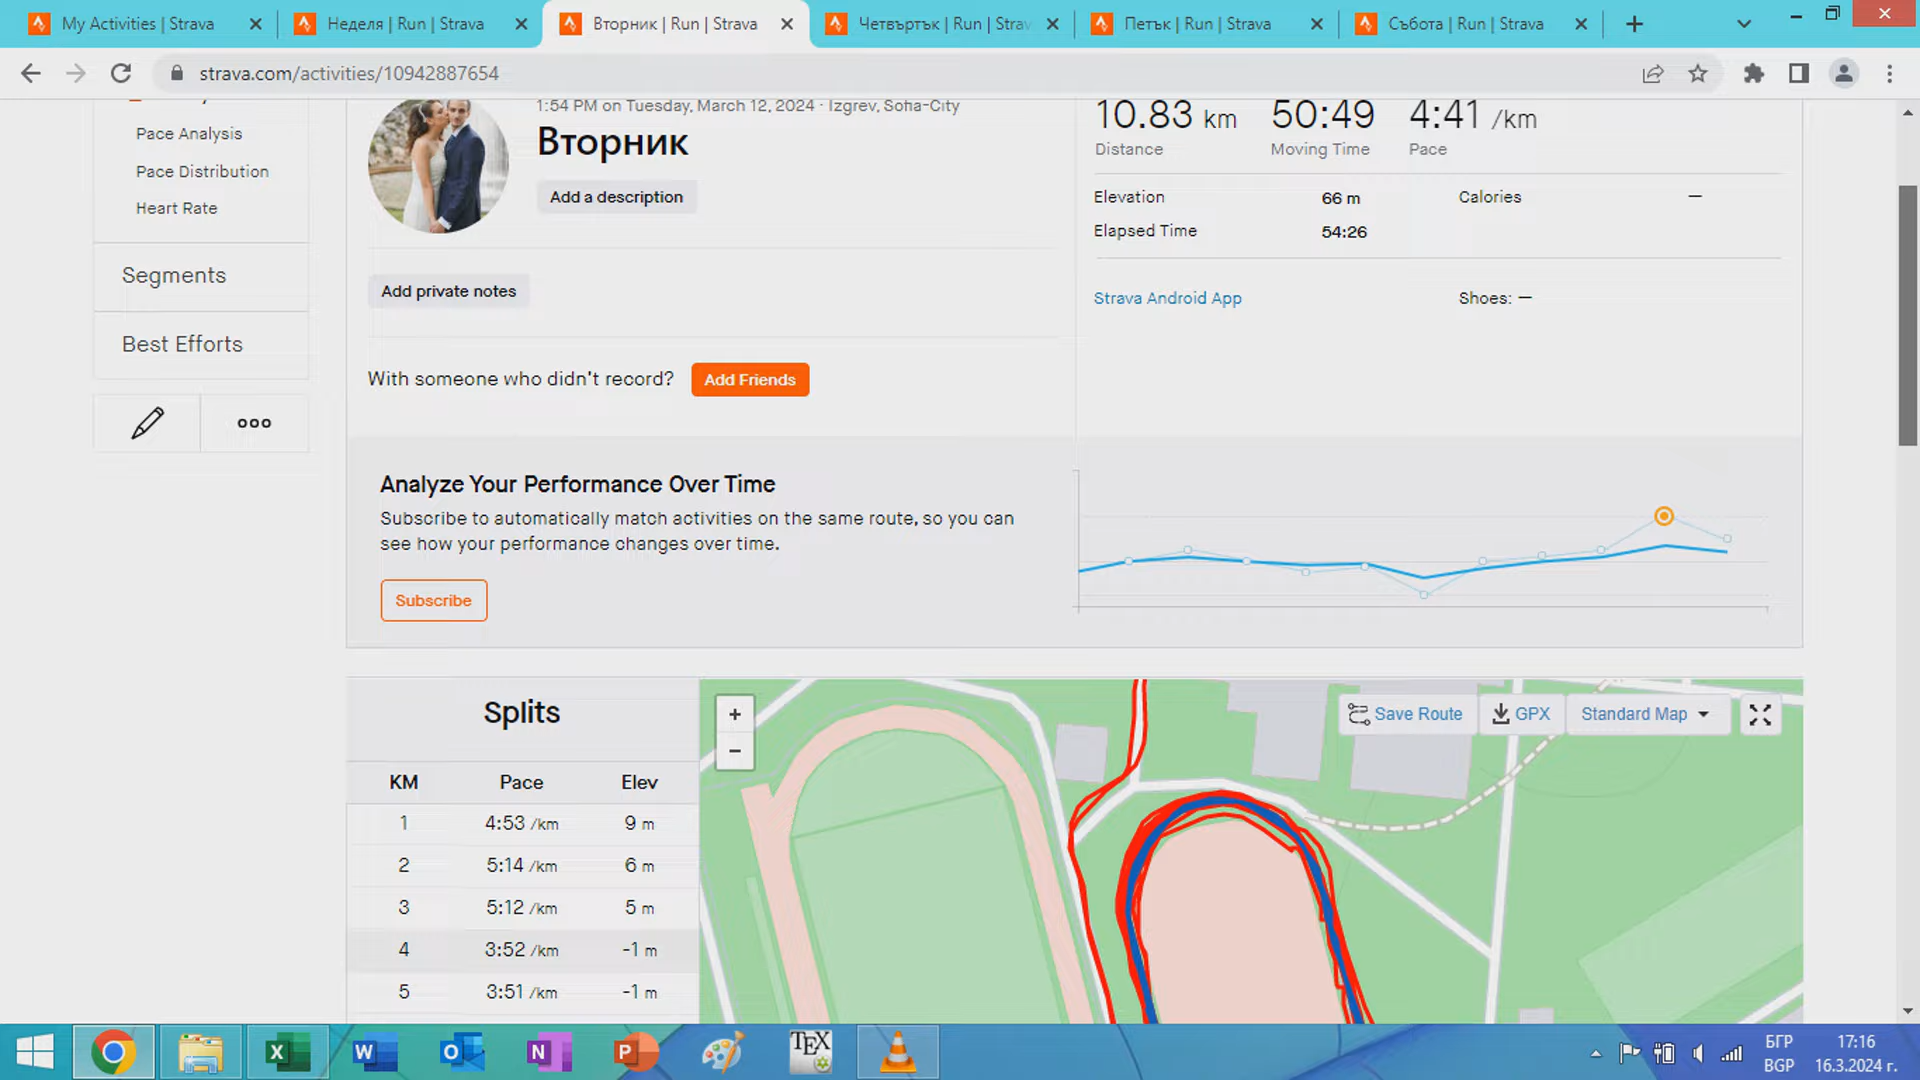 My Activities | Strava
Неделя | Run | Strava
Вторник | Run | Strava
Четвъртък | Run | Strav
Петък | Run | Strava
Събота | Run | Strava
strava.com/activities/10942887654
Pace Analysis
Pace Distribution
Heart Rate
Segments
Best Efforts
1:54 PM on Tuesday, March 12, 2024 · Izgrev, Sofia-City
Вторник
Add a description
Add private notes
With someone who didn't record? Add Friends
10.83 km 50:49 4:41 /km
Distance Moving Time Pace
Elevation 66 m Calories —
Elapsed Time 54:26
Strava Android App Shoes: —
Analyze Your Performance Over Time
Subscribe to automatically match activities on the same route, so you can
see how your performance changes over time.
Subscribe
Splits
KM Pace Elev
1 4:53 /km 9 m
2 5:14 /km 6 m
3 5:12 /km 5 m
4 3:52 /km -1 m
5 3:51 /km -1 m
+
−
Save Route GPX Standard Map
X W O N P TEX
БГР 17:16
BGP 16.3.2024 г.